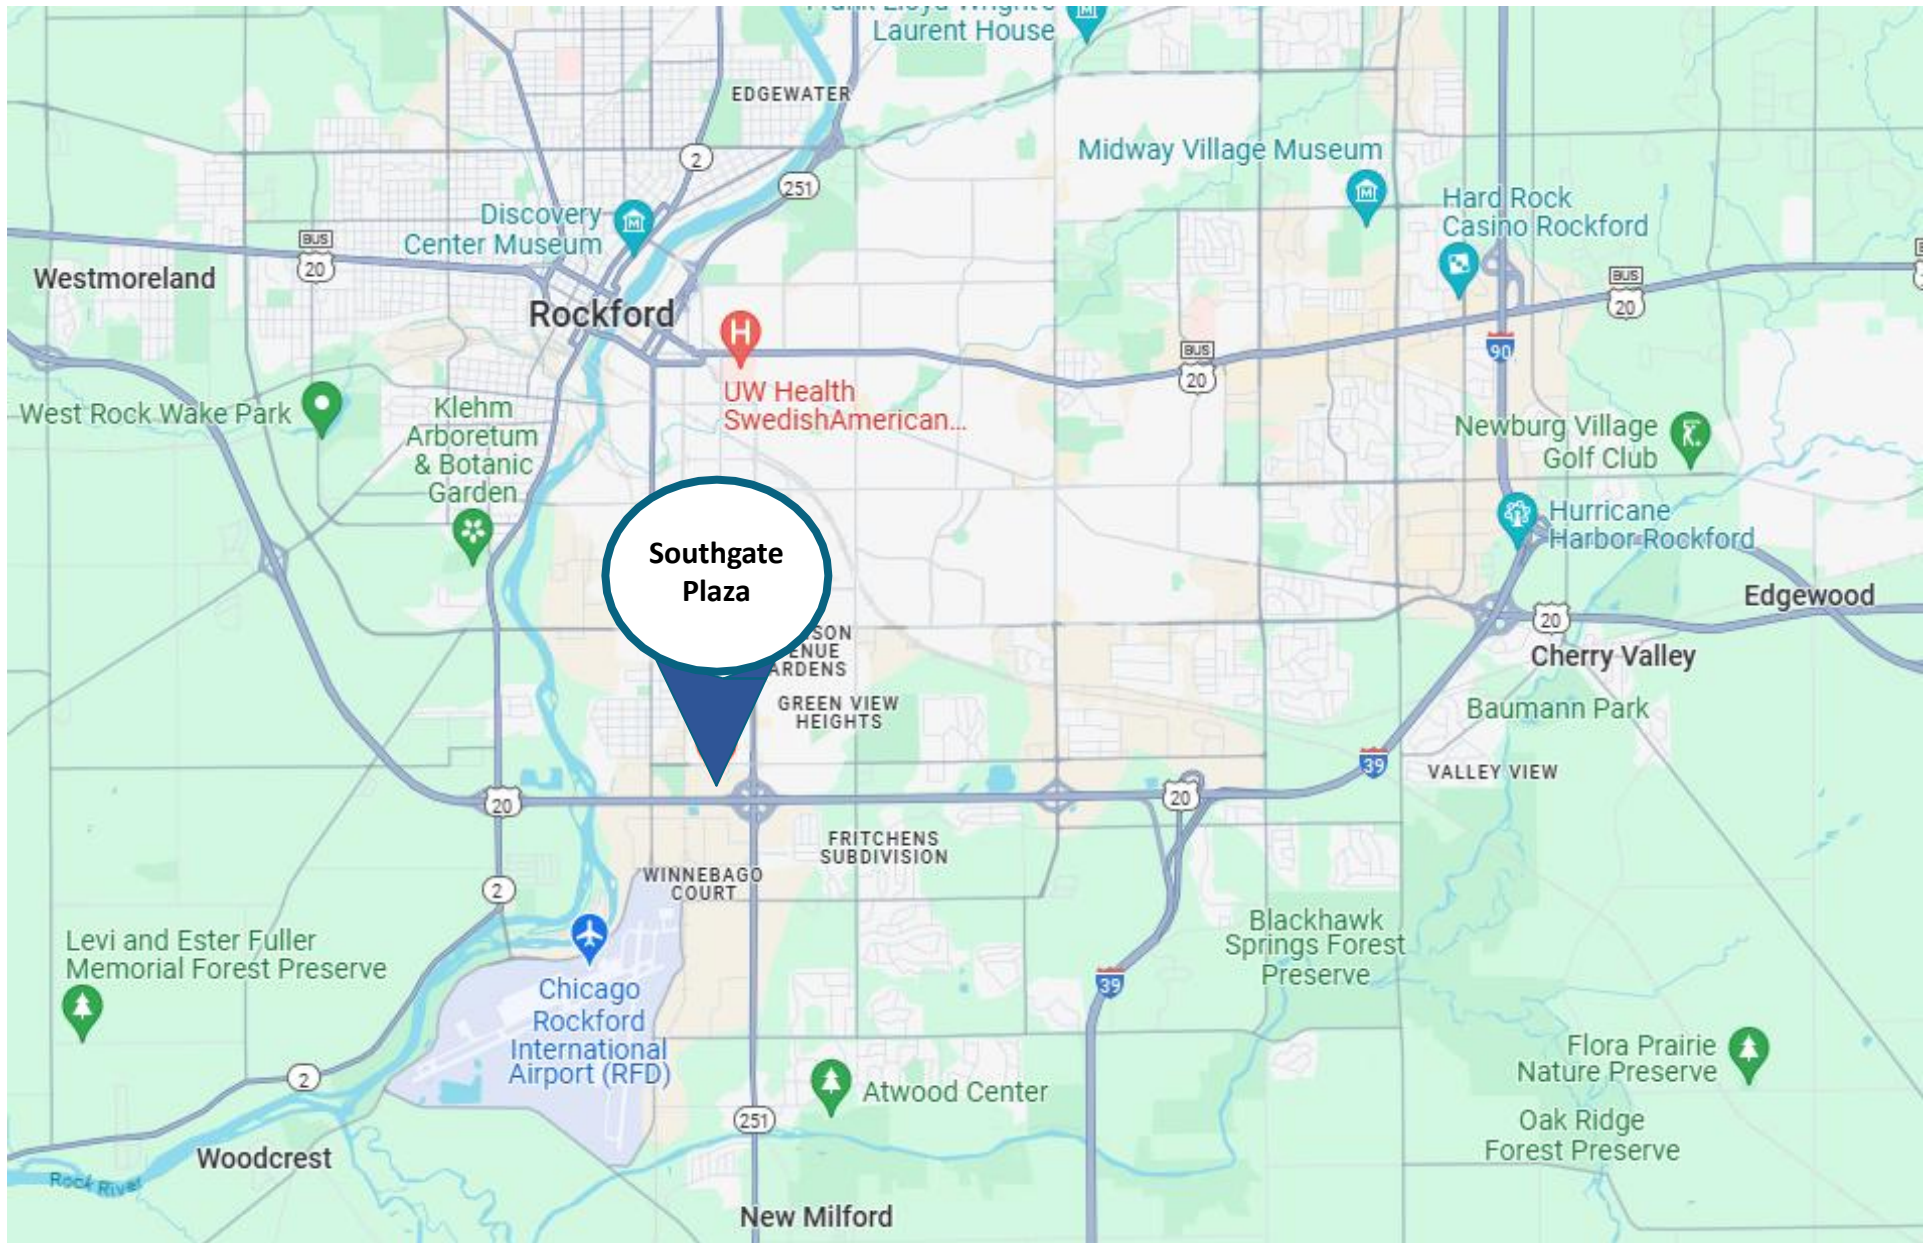 Laurent House
EDGEWATER
2
251
Midway Village Museum
Hard Rock
Casino Rockford
Discovery
Center Museum
BUS
20
Westmoreland
Rockford
BUS
20
90
BUS
20
UW Health
SwedishAmerican...
West Rock Wake Park
Klehm
Arboretum
& Botanic
Garden
Newburg Village
Golf Club
Hurricane
Harbor Rockford
Southgate
Plaza
Edgewood
20
Cherry Valley
GREEN VIEW
HEIGHTS
Baumann Park
39
VALLEY VIEW
20
20
FRITCHENS
SUBDIVISION
WINNEBAGO
COURT
2
Levi and Ester Fuller
Memorial Forest Preserve
Blackhawk
Springs Forest
Preserve
39
Chicago
Rockford
International
Airport (RFD)
2
Atwood Center
251
Flora Prairie
Nature Preserve
Oak Ridge
Forest Preserve
Woodcrest
Rock River
New Milford